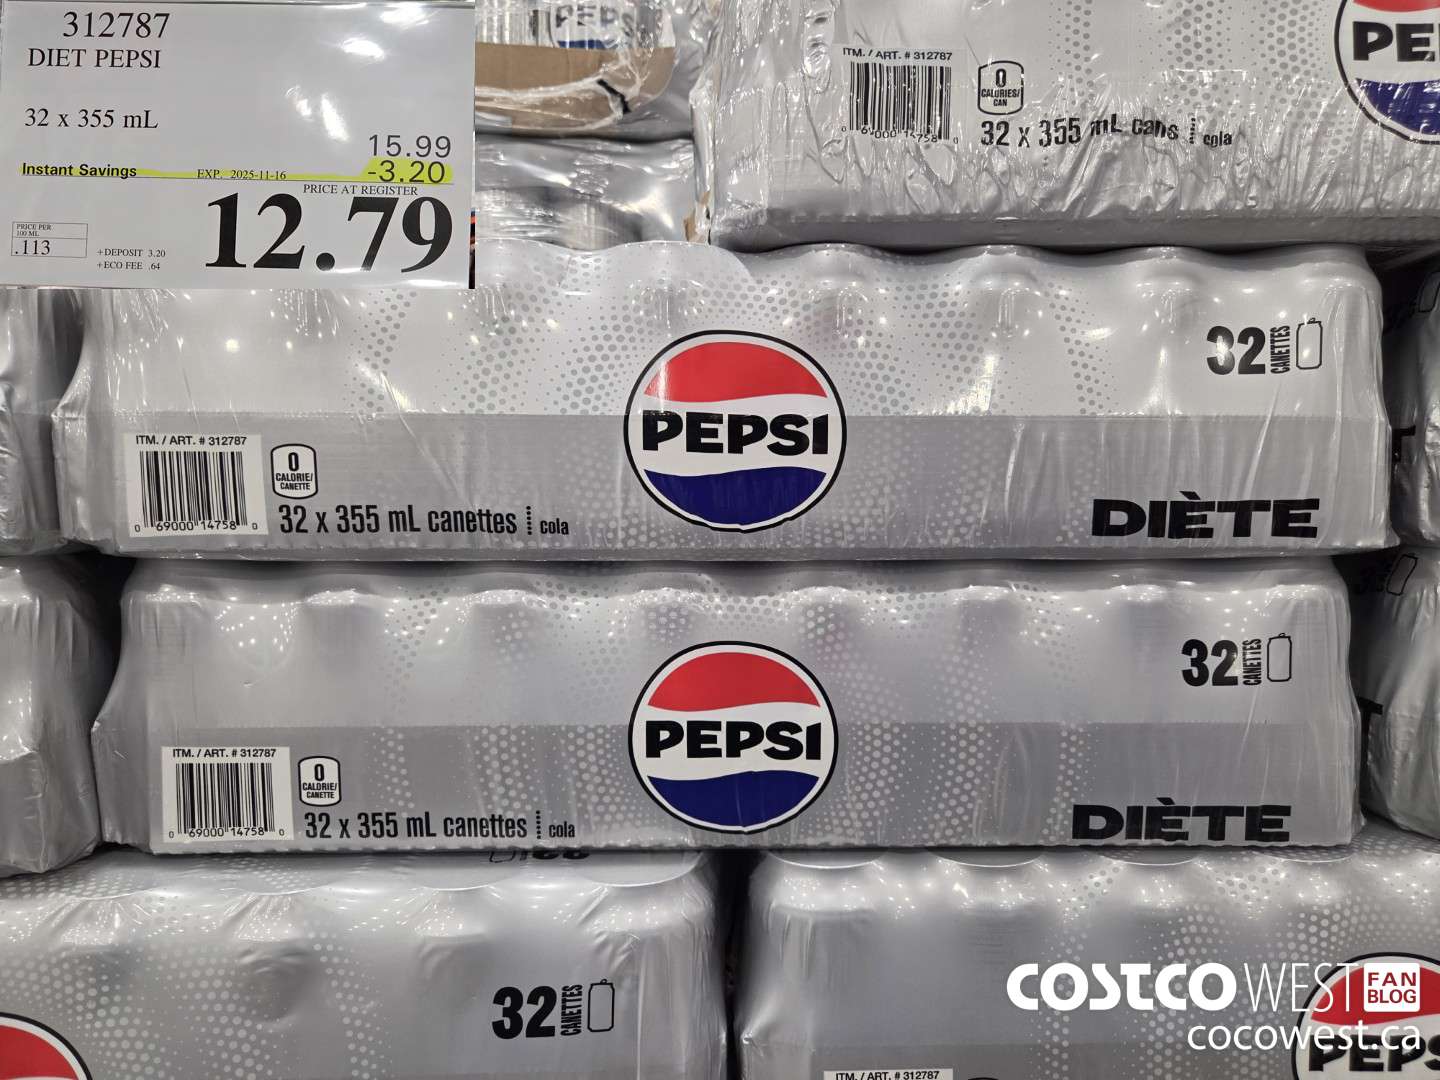 312787
DIET PEPSI
32 x 355 mL
15.99
Instant Savings EXP. 2025-11-16 -3.20
PRICE AT REGISTER
12.79
PRICE PER
100 ML
.113
+DEPOSIT 3.20
+ECO FEE .64
PEPSI
ITM. / ART. # 312787
0
CALORIES/
CAN
32 x 355 mL cans cola
PE
32 CANETTES
PEPSI
ITM. / ART. # 312787
0
CALORIE/
CANETTE
0 69000 14758 0
32 x 355 mL canettes cola
DIÈTE
32 CANETTES
PEPSI
ITM. / ART. # 312787
0
CALORIE/
CANETTE
0 69000 14758 0
32 x 355 mL canettes cola
DIÈTE
32 CANETTES
COSTCO WEST FAN
BLOG
cocowest.ca
PEPS
ITM. / ART. # 312787